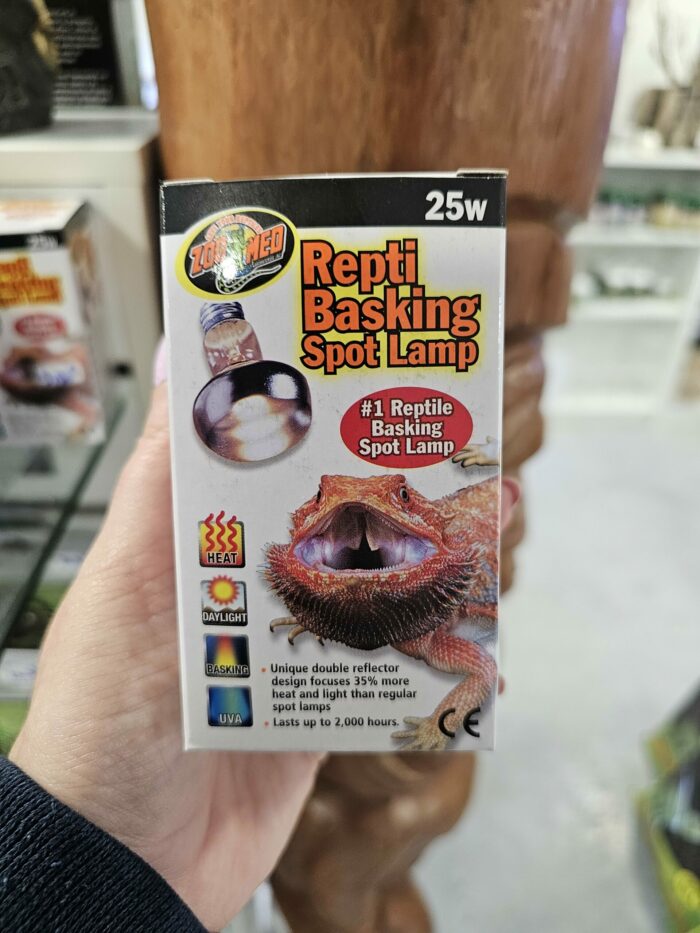 25w
ZOO MED
Repti
Basking
Spot Lamp
#1 Reptile
Basking
Spot Lamp
HEAT
DAYLIGHT
BASKING
UVA
• Unique double reflector
design focuses 35% more
heat and light than regular
spot lamps
• Lasts up to 2,000 hours.
CE